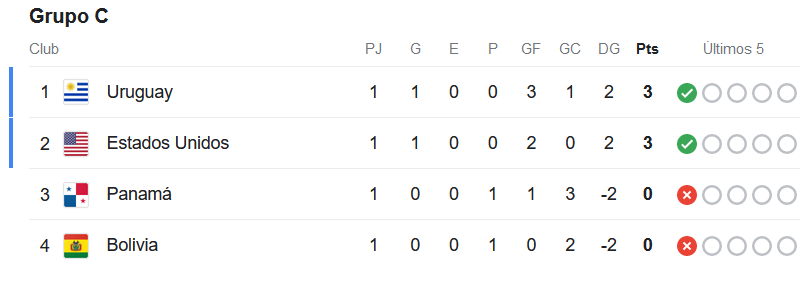 Grupo C
Club PJ G E P GF GC DG Pts Últimos 5
1 Uruguay 1 1 0 0 3 1 2 3
2 Estados Unidos 1 1 0 0 2 0 2 3
3 Panamá 1 0 0 1 1 3 -2 0
4 Bolivia 1 0 0 1 0 2 -2 0